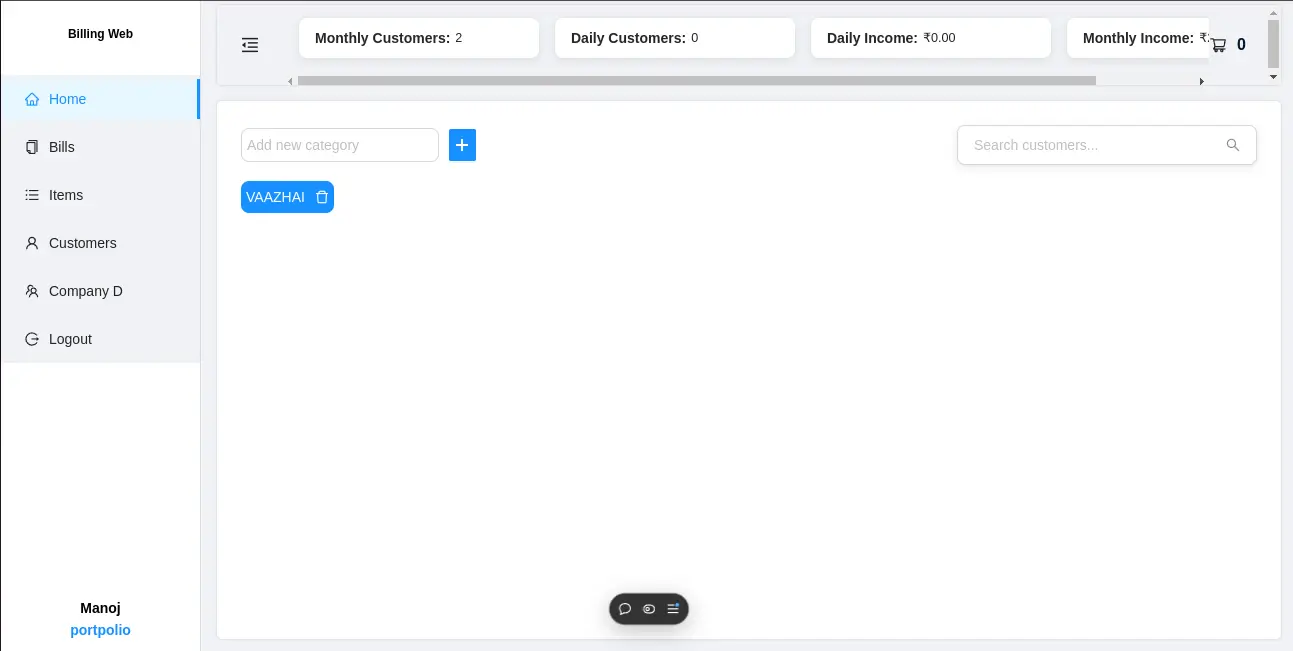 Billing Web
Monthly Customers: 2
Daily Customers: 0
Daily Income: ₹0.00
Monthly Income: ₹
0
Home
Bills
Items
Customers
Company D
Logout
Add new category
+
Search customers...
VAAZHAI
Manoj
portpolio